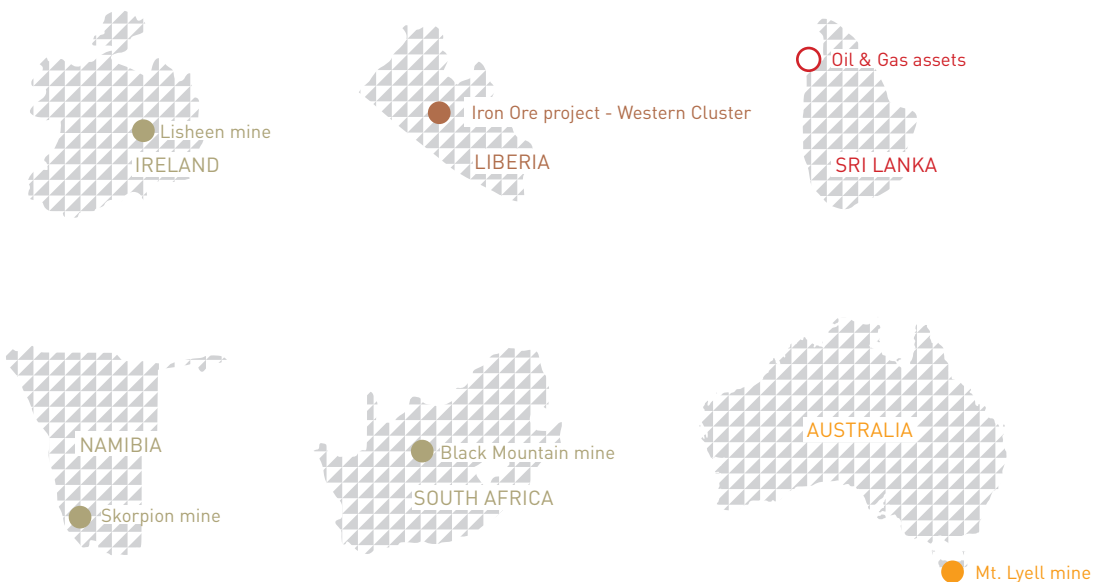 Lisheen mine
IRELAND
Iron Ore project - Western Cluster
LIBERIA
Oil & Gas assets
SRI LANKA
NAMIBIA
Skorpion mine
Black Mountain mine
SOUTH AFRICA
AUSTRALIA
Mt. Lyell mine